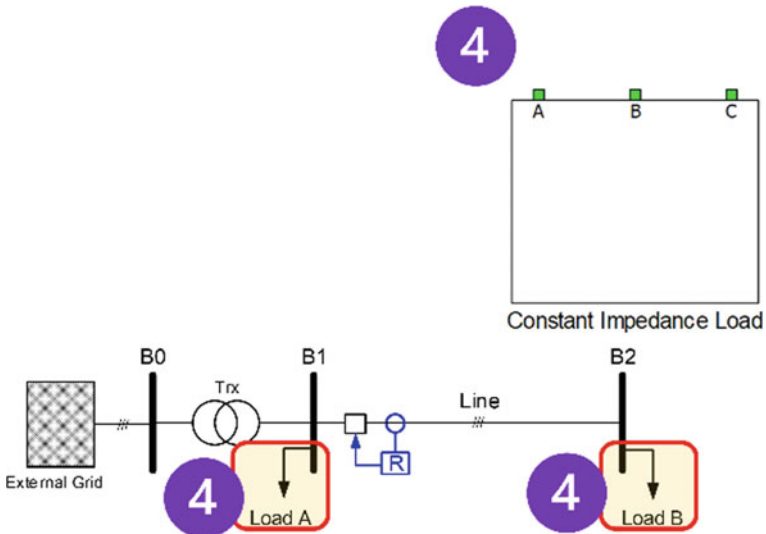 4
A B C
Constant Impedance Load
B0 B1 B2
Trx
Line
R
External Grid
4
Load A
4
Load B